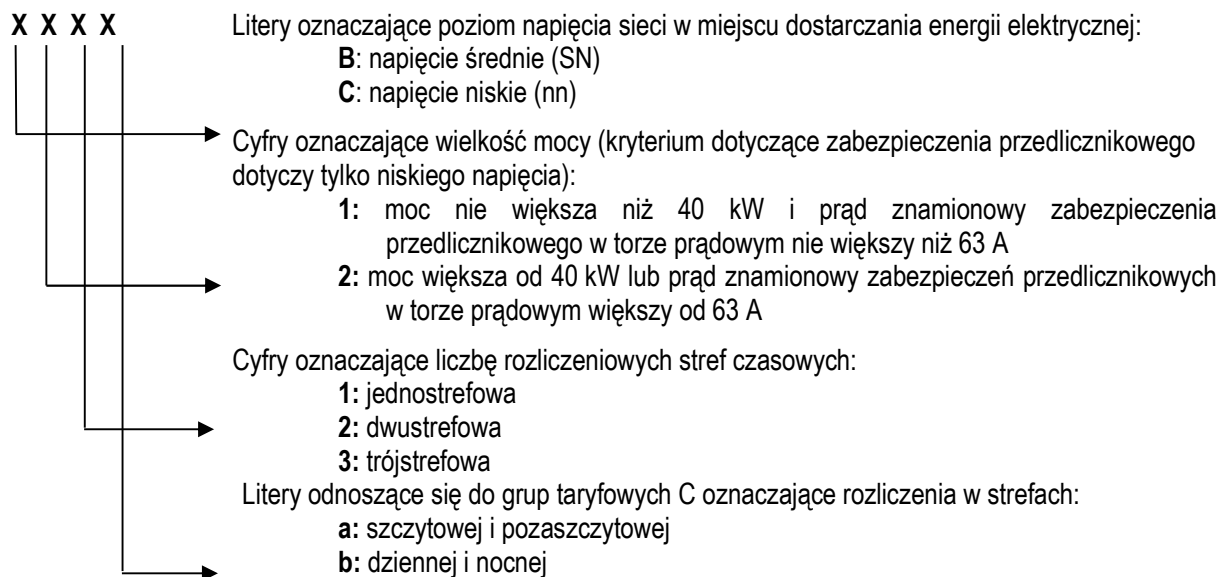 X X X X Litery oznaczające poziom napięcia sieci w miejscu dostarczania energii elektrycznej:
B: napięcie średnie (SN)
C: napięcie niskie (nn)
Cyfry oznaczające wielkość mocy (kryterium dotyczące zabezpieczenia przedlicznikowego
dotyczy tylko niskiego napięcia):
1: moc nie większa niż 40 kW i prąd znamionowy zabezpieczenia
przedlicznikowego w torze prądowym nie większy niż 63 A
2: moc większa od 40 kW lub prąd znamionowy zabezpieczeń przedlicznikowych
w torze prądowym większy od 63 A
Cyfry oznaczające liczbę rozliczeniowych stref czasowych:
1: jednostrefowa
2: dwustrefowa
3: trójstrefowa
Litery odnoszące się do grup taryfowych C oznaczające rozliczenia w strefach:
a: szczytowej i pozaszczytowej
b: dziennej i nocnej